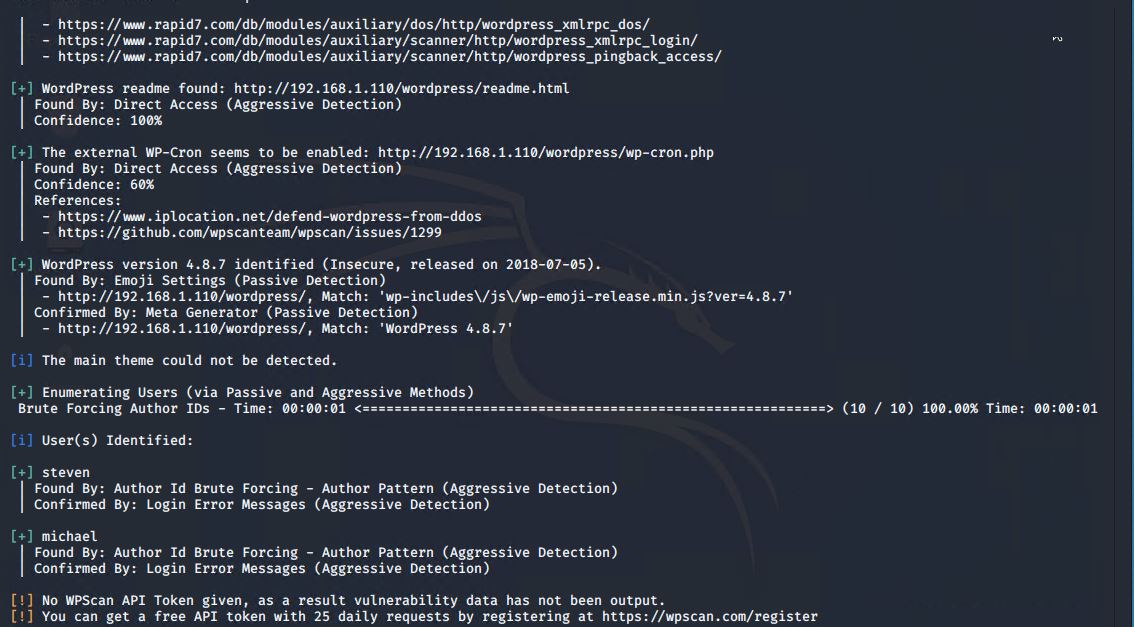 | - https://www.rapid7.com/db/modules/auxiliary/dos/http/wordpress_xmlrpc_dos/
| - https://www.rapid7.com/db/modules/auxiliary/scanner/http/wordpress_xmlrpc_login/
| - https://www.rapid7.com/db/modules/auxiliary/scanner/http/wordpress_pingback_access/
[+] WordPress readme found: http://192.168.1.110/wordpress/readme.html
| Found By: Direct Access (Aggressive Detection)
| Confidence: 100%
[+] The external WP-Cron seems to be enabled: http://192.168.1.110/wordpress/wp-cron.php
| Found By: Direct Access (Aggressive Detection)
| Confidence: 60%
| References:
| - https://www.iplocation.net/defend-wordpress-from-ddos
| - https://github.com/wpscanteam/wpscan/issues/1299
[+] WordPress version 4.8.7 identified (Insecure, released on 2018-07-05).
| Found By: Emoji Settings (Passive Detection)
| - http://192.168.1.110/wordpress/, Match: 'wp-includes\/js\/wp-emoji-release.min.js?ver=4.8.7'
| Confirmed By: Meta Generator (Passive Detection)
| - http://192.168.1.110/wordpress/, Match: 'WordPress 4.8.7'
[i] The main theme could not be detected.
[+] Enumerating Users (via Passive and Aggressive Methods)
Brute Forcing Author IDs - Time: 00:00:01 <==========================================================> (10 / 10) 100.00% Time: 00:00:01
[i] User(s) Identified:
[+] steven
| Found By: Author Id Brute Forcing - Author Pattern (Aggressive Detection)
| Confirmed By: Login Error Messages (Aggressive Detection)
[+] michael
| Found By: Author Id Brute Forcing - Author Pattern (Aggressive Detection)
| Confirmed By: Login Error Messages (Aggressive Detection)
[!] No WPScan API Token given, as a result vulnerability data has not been output.
[!] You can get a free API token with 25 daily requests by registering at https://wpscan.com/register